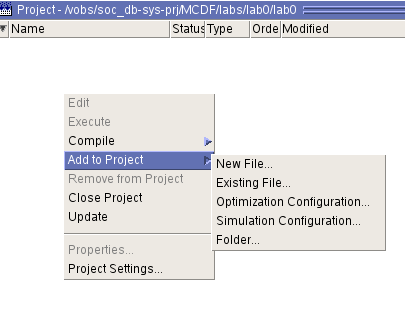 Project - /vobs/soc_db-sys-prj/MCDF/labs/lab0/lab0
Name Status Type Orde Modified
Edit
Execute
Compile
Add to Project
Remove from Project
Close Project
Update
Properties...
Project Settings...
New File...
Existing File...
Optimization Configuration...
Simulation Configuration...
Folder...